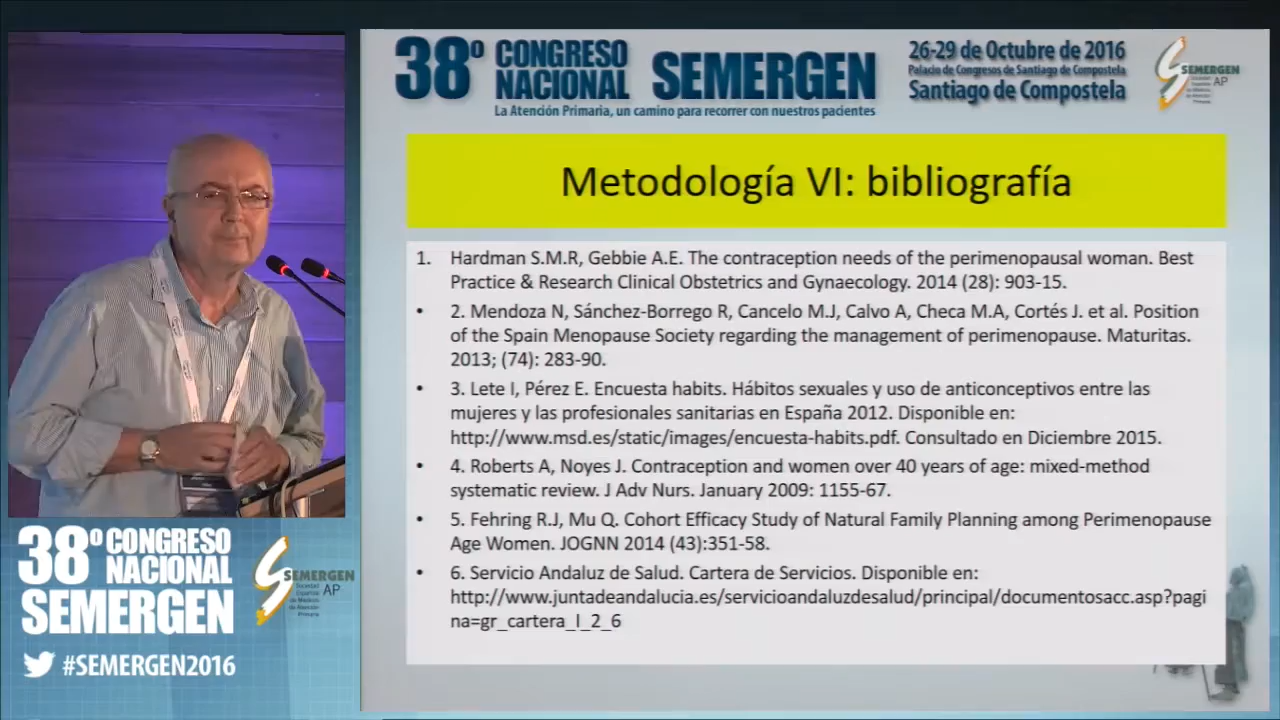 38º CONGRESO NACIONAL SEMERGEN
La Atención Primaria, un camino para recorrer con nuestros pacientes
26-29 de Octubre de 2016
Palacio de Congresos de Santiago de Compostela
Santiago de Compostela
SEMERGEN
AP
Metodología VI: bibliografía
1. Hardman S.M.R, Gebbie A.E. The contraception needs of the perimenopausal woman. Best
Practice & Research Clinical Obstetrics and Gynaecology. 2014 (28): 903-15.
• 2. Mendoza N, Sánchez-Borrego R, Cancelo M.J, Calvo A, Checa M.A, Cortés J. et al. Position
of the Spain Menopause Society regarding the management of perimenopause. Maturitas.
2013; (74): 283-90.
• 3. Lete I, Pérez E. Encuesta habits. Hábitos sexuales y uso de anticonceptivos entre las
mujeres y las profesionales sanitarias en España 2012. Disponible en:
http://www.msd.es/static/images/encuesta-habits.pdf. Consultado en Diciembre 2015.
• 4. Roberts A, Noyes J. Contraception and women over 40 years of age: mixed-method
systematic review. J Adv Nurs. January 2009: 1155-67.
• 5. Fehring R.J, Mu Q. Cohort Efficacy Study of Natural Family Planning among Perimenopause
Age Women. JOGNN 2014 (43):351-58.
• 6. Servicio Andaluz de Salud. Cartera de Servicios. Disponible en:
http://www.juntadeandalucia.es/servicioandaluzdesalud/principal/documentosacc.asp?pagi
na=gr_cartera_I_2_6
38º CONGRESO
NACIONAL
SEMERGEN
SEMERGEN
Sociedad
Española
de Médicos
de Atención
Primaria
AP
#SEMERGEN2016